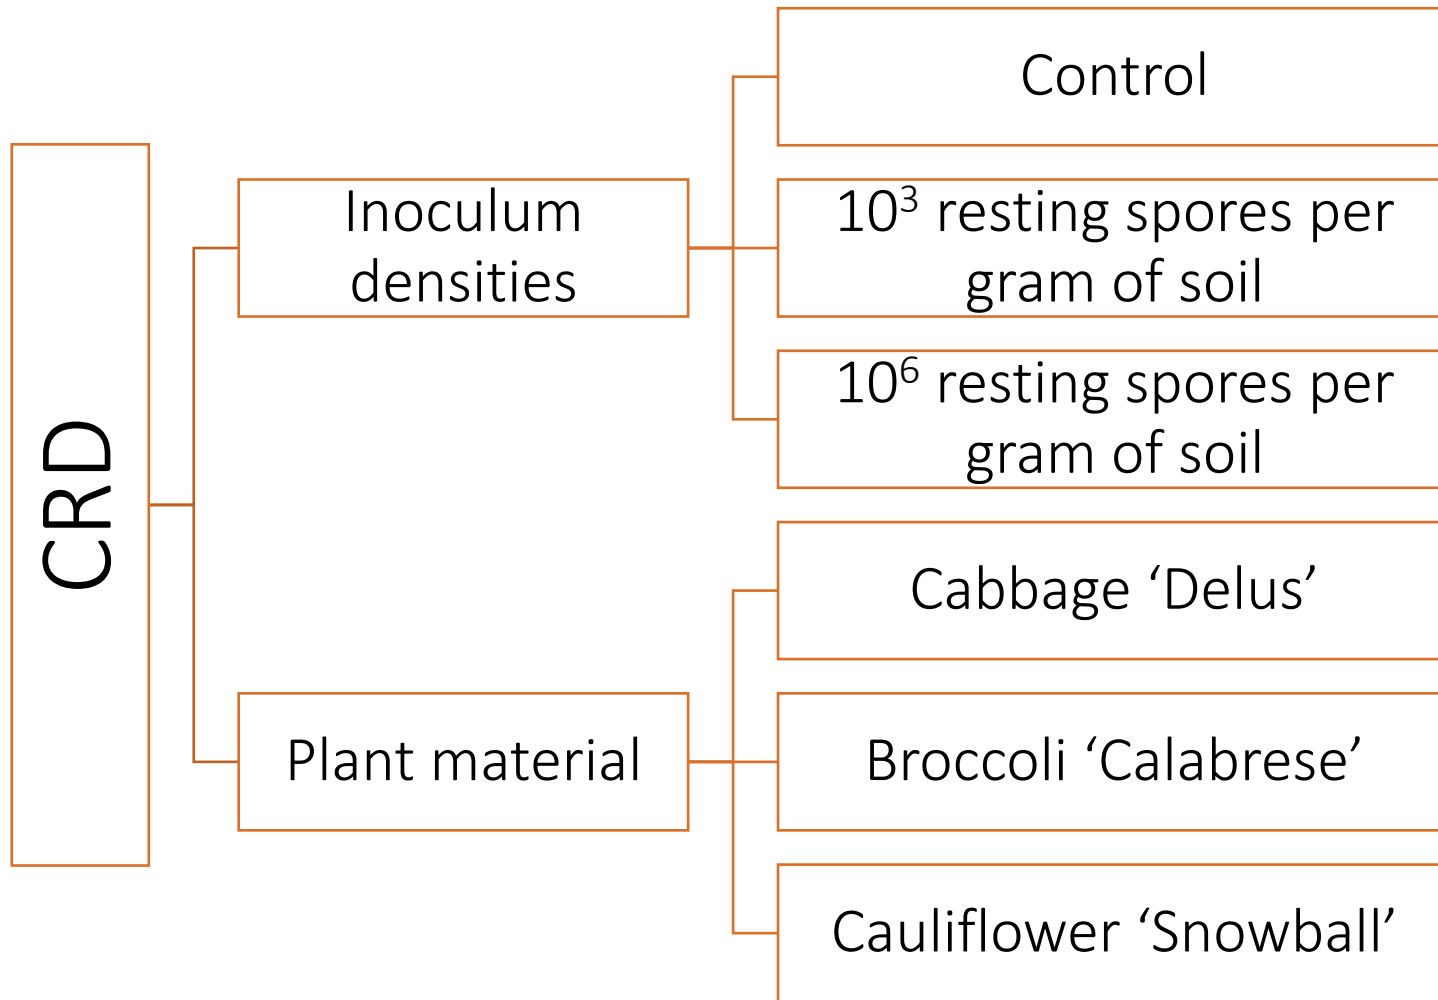 CRD
Inoculum
densities
Control
10³ resting spores per
gram of soil
10⁶ resting spores per
gram of soil
Plant material
Cabbage ‘Delus’
Broccoli ‘Calabrese’
Cauliflower ‘Snowball’